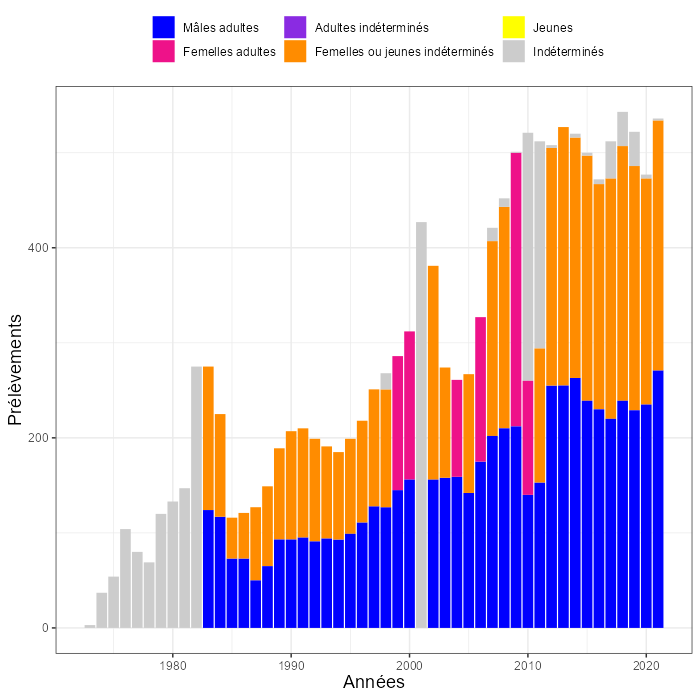 Mâles adultes Adultes indéterminés Jeunes
Femelles adultes Femelles ou jeunes indéterminés Indéterminés
Prélèvements
400
200
0
1980 1990 2000 2010 2020
Années